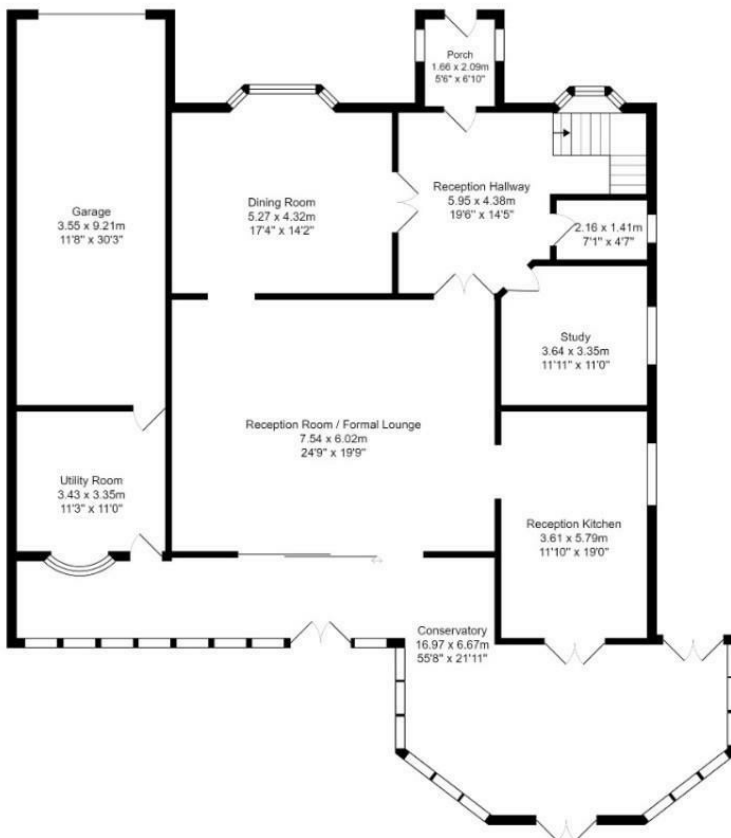 Porch
1.66 x 2.09m
5'6" x 6'10"
Garage
3.55 x 9.21m
11'8" x 30'3"
Dining Room
5.27 x 4.32m
17'4" x 14'2"
Reception Hallway
5.95 x 4.38m
19'6" x 14'5"
2.16 x 1.41m
7'1" x 4'7"
Study
3.64 x 3.35m
11'11" x 11'0"
Reception Room / Formal Lounge
7.54 x 6.02m
24'9" x 19'9"
Utility Room
3.43 x 3.35m
11'3" x 11'0"
Reception Kitchen
3.61 x 5.79m
11'10" x 19'0"
Conservatory
16.97 x 6.67m
55'8" x 21'11"